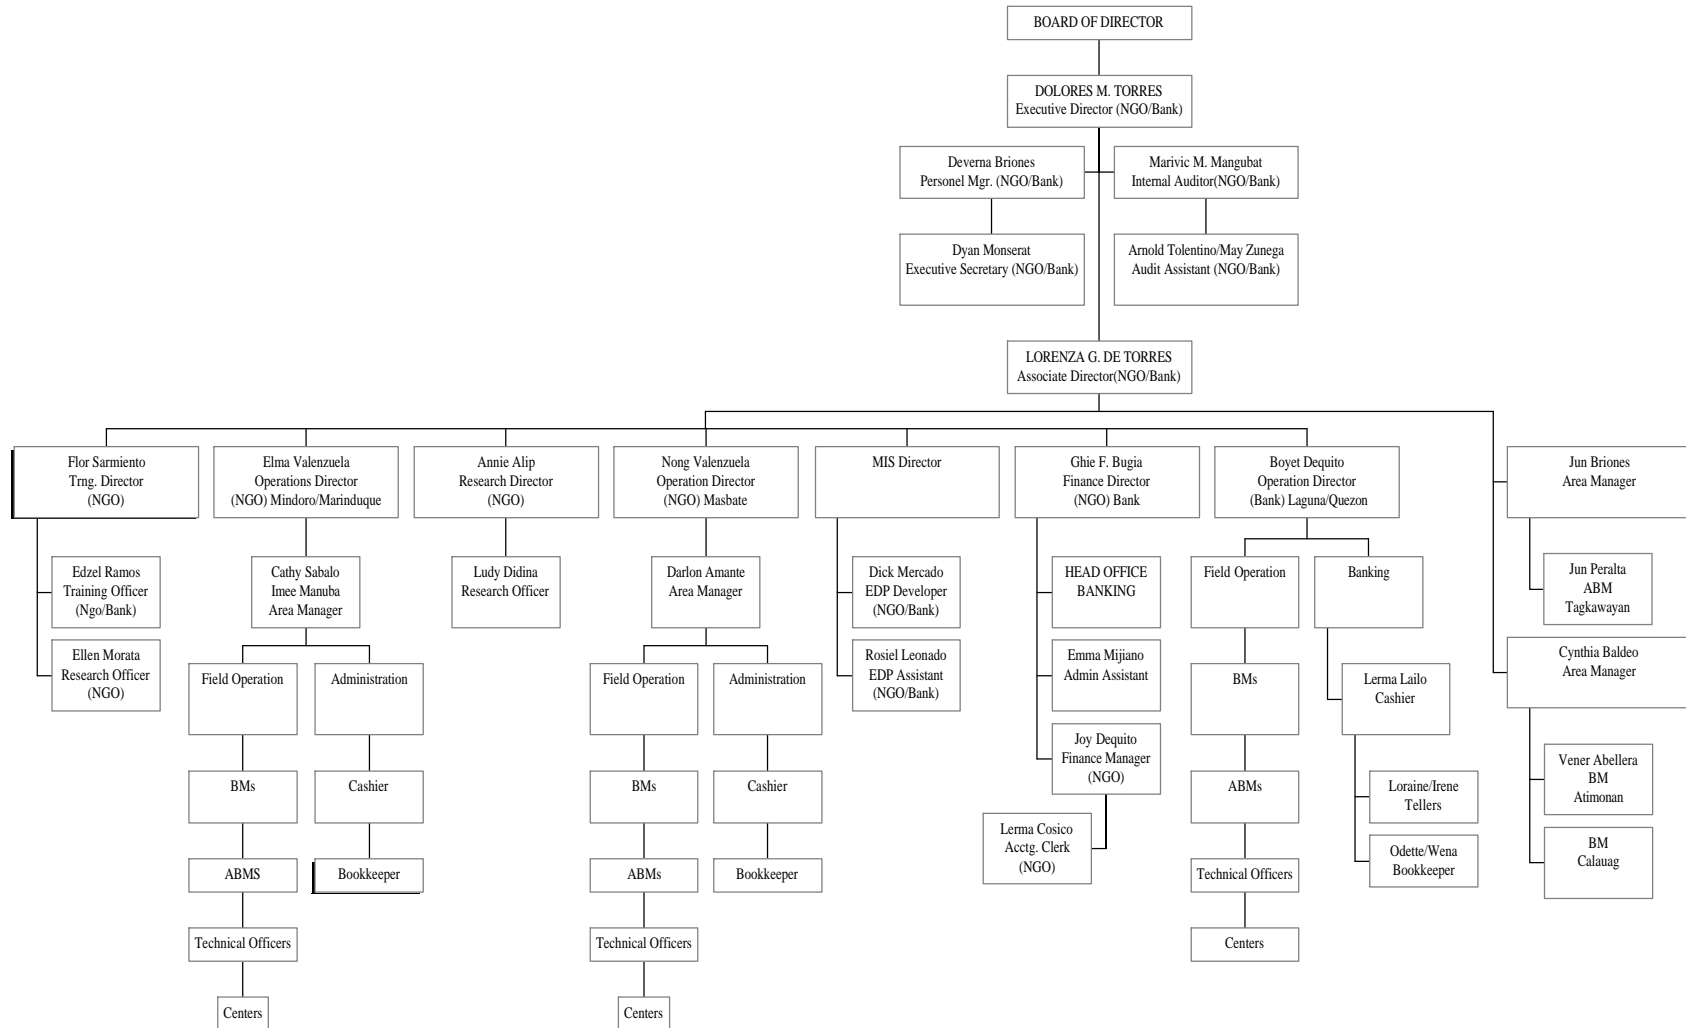 BOARD OF DIRECTOR
DOLORES M. TORRES
Executive Director (NGO/Bank)
Deverna Briones
Personel Mgr. (NGO/Bank)
Marivic M. Mangubat
Internal Auditor(NGO/Bank)
Dyan Monserat
Executive Secretary (NGO/Bank)
Arnold Tolentino/May Zunega
Audit Assistant (NGO/Bank)
LORENZA G. DE TORRES
Associate Director(NGO/Bank)
Flor Sarmiento
Trng. Director
(NGO)
Elma Valenzuela
Operations Director
(NGO) Mindoro/Marinduque
Annie Alip
Research Director
(NGO)
Nong Valenzuela
Operation Director
(NGO) Masbate
MIS Director
Ghie F. Bugia
Finance Director
(NGO) Bank
Boyet Dequito
Operation Director
(Bank) Laguna/Quezon
Jun Briones
Area Manager
Edzel Ramos
Training Officer
(Ngo/Bank)
Cathy Sabalo
Imee Manuba
Area Manager
Ludy Didina
Research Officer
Darlon Amante
Area Manager
Dick Mercado
EDP Developer
(NGO/Bank)
HEAD OFFICE
BANKING
Field Operation
Banking
Jun Peralta
ABM
Tagkawayan
Ellen Morata
Research Officer
(NGO)
Field Operation
Administration
Field Operation
Administration
Rosiel Leonado
EDP Assistant
(NGO/Bank)
Emma Mijiano
Admin Assistant
BMs
Lerma Lailo
Cashier
Cynthia Baldeo
Area Manager
Joy Dequito
Finance Manager
(NGO)
Vener Abellera
BM
Atimonan
BMs
Cashier
BMs
Cashier
ABMs
Loraine/Irene
Tellers
Lerma Cosico
Acctg. Clerk
(NGO)
BM
Calauag
ABMS
Bookkeeper
ABMs
Bookkeeper
Technical Officers
Odette/Wena
Bookkeeper
Technical Officers
Technical Officers
Centers
Centers
Centers